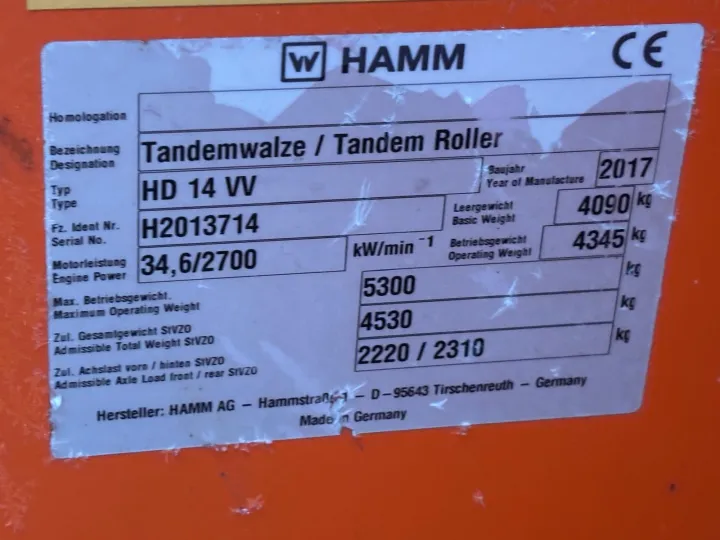 W HAMM CE
Homologation
Bezeichnung
Designation
Tandemwalze / Tandem Roller
Typ
Type
HD 14 VV
Baujahr
Year of Manufacture
2017
Fz. Ident Nr.
Serial No.
H2013714
Leergewicht
Basic Weight
4090 kg
Motorleistung
Engine Power
34,6/2700 kW/min -1
Betriebsgewicht
Operating Weight
4345 kg
Max. Betriebsgewicht.
Maximum Operating Weight
5300 kg
Zul. Gesamtgewicht StVZO
Admissible Total Weight StVZO
4530 kg
Zul. Achslast vorn / hinten StVZO
Admissible Axle Load front / rear StVZO
2220 / 2310 kg
Hersteller: HAMM AG – Hammstraße 1 – D–95643 Tirschenreuth – Germany
Made in Germany